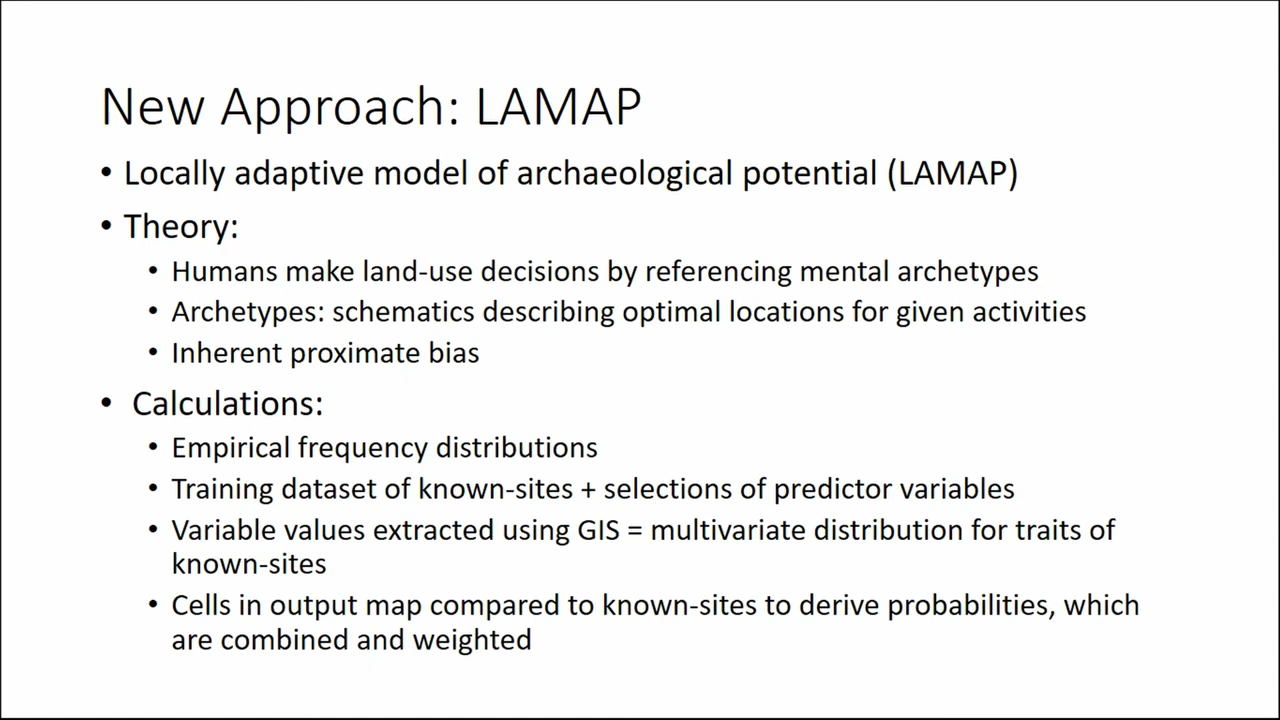 New Approach: LAMAP
• Locally adaptive model of archaeological potential (LAMAP)
• Theory:
• Humans make land-use decisions by referencing mental archetypes
• Archetypes: schematics describing optimal locations for given activities
• Inherent proximate bias
• Calculations:
• Empirical frequency distributions
• Training dataset of known-sites + selections of predictor variables
• Variable values extracted using GIS = multivariate distribution for traits of
known-sites
• Cells in output map compared to known-sites to derive probabilities, which
are combined and weighted